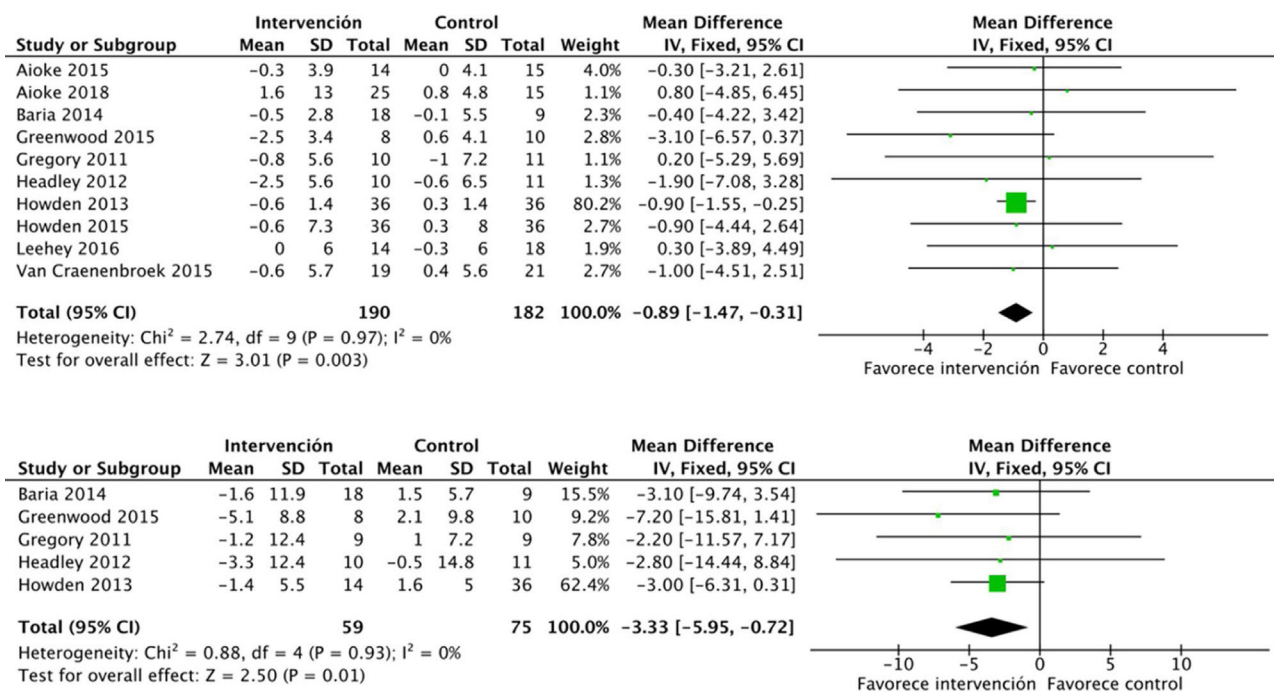 Intervención Control Mean Difference Mean Difference
Study or Subgroup Mean SD Total Mean SD Total Weight IV, Fixed, 95% CI IV, Fixed, 95% CI
Aioke 2015 −0.3 3.9 14 0 4.1 15 4.0% −0.30 [−3.21, 2.61]
Aioke 2018 1.6 13 25 0.8 4.8 15 1.1% 0.80 [−4.85, 6.45]
Baria 2014 −0.5 2.8 18 −0.1 5.5 9 2.3% −0.40 [−4.22, 3.42]
Greenwood 2015 −2.5 3.4 8 0.6 4.1 10 2.8% −3.10 [−6.57, 0.37]
Gregory 2011 −0.8 5.6 10 −1 7.2 11 1.1% 0.20 [−5.29, 5.69]
Headley 2012 −2.5 5.6 10 −0.6 6.5 11 1.3% −1.90 [−7.08, 3.28]
Howden 2013 −0.6 1.4 36 0.3 1.4 36 80.2% −0.90 [−1.55, −0.25]
Howden 2015 −0.6 7.3 36 0.3 8 36 2.7% −0.90 [−4.44, 2.64]
Leehey 2016 0 6 14 −0.3 6 18 1.9% 0.30 [−3.89, 4.49]
Van Craenenbroek 2015 −0.6 5.7 19 0.4 5.6 21 2.7% −1.00 [−4.51, 2.51]
Total (95% CI) 190 182 100.0% −0.89 [−1.47, −0.31]
Heterogeneity: Chi² = 2.74, df = 9 (P = 0.97); I² = 0%
Test for overall effect: Z = 3.01 (P = 0.003)
−4 −2 0 2 4
Favorece intervención Favorece control
Intervención Control Mean Difference Mean Difference
Study or Subgroup Mean SD Total Mean SD Total Weight IV, Fixed, 95% CI IV, Fixed, 95% CI
Baria 2014 −1.6 11.9 18 1.5 5.7 9 15.5% −3.10 [−9.74, 3.54]
Greenwood 2015 −5.1 8.8 8 2.1 9.8 10 9.2% −7.20 [−15.81, 1.41]
Gregory 2011 −1.2 12.4 9 1 7.2 9 7.8% −2.20 [−11.57, 7.17]
Headley 2012 −3.3 12.4 10 −0.5 14.8 11 5.0% −2.80 [−14.44, 8.84]
Howden 2013 −1.4 5.5 14 1.6 5 36 62.4% −3.00 [−6.31, 0.31]
Total (95% CI) 59 75 100.0% −3.33 [−5.95, −0.72]
Heterogeneity: Chi² = 0.88, df = 4 (P = 0.93); I² = 0%
Test for overall effect: Z = 2.50 (P = 0.01)
−10 −5 0 5 10
Favorece intervención Favorece control